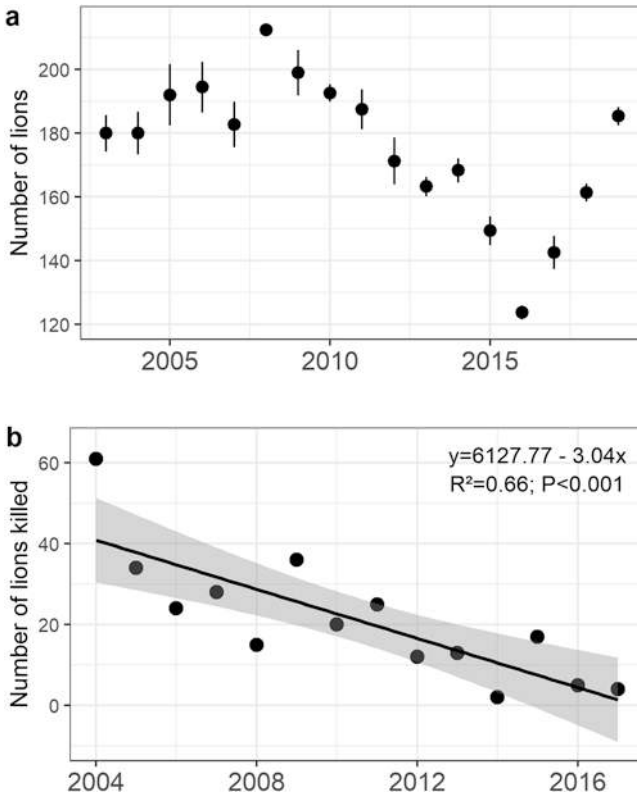 a
Number of lions
200
180
160
140
120
2005 2010 2015
b
Number of lions killed
y=6127.77 - 3.04x
R²=0.66; P<0.001
60
40
20
0
2004 2008 2012 2016